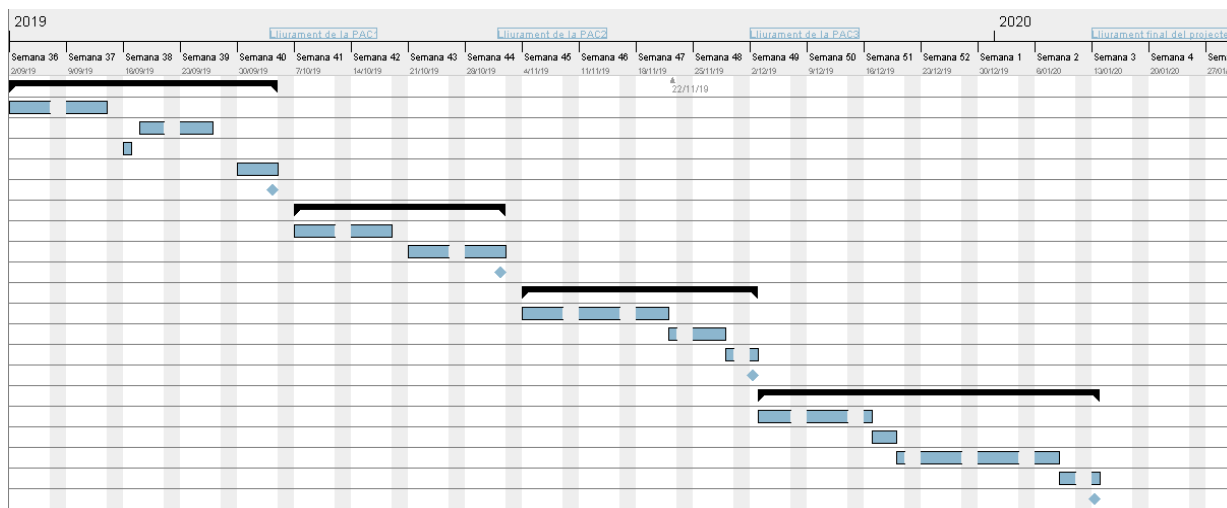 2019 2020
Lliurament de la PAC1 Lliurament de la PAC2 Lliurament de la PAC3 Lliurament final del projecte
Semana 36 Semana 37 Semana 38 Semana 39 Semana 40 Semana 41 Semana 42 Semana 43 Semana 44 Semana 45 Semana 46 Semana 47 Semana 48 Semana 49 Semana 50 Semana 51 Semana 52 Semana 1 Semana 2 Semana 3 Semana 4 Sem
2/09/19 9/09/19 16/09/19 23/09/19 30/09/19 7/10/19 14/10/19 21/10/19 28/10/19 4/11/19 11/11/19 18/11/19 25/11/19 2/12/19 9/12/19 16/12/19 23/12/19 30/12/19 6/01/20 13/01/20 20/01/20 27/01/
22/11/19